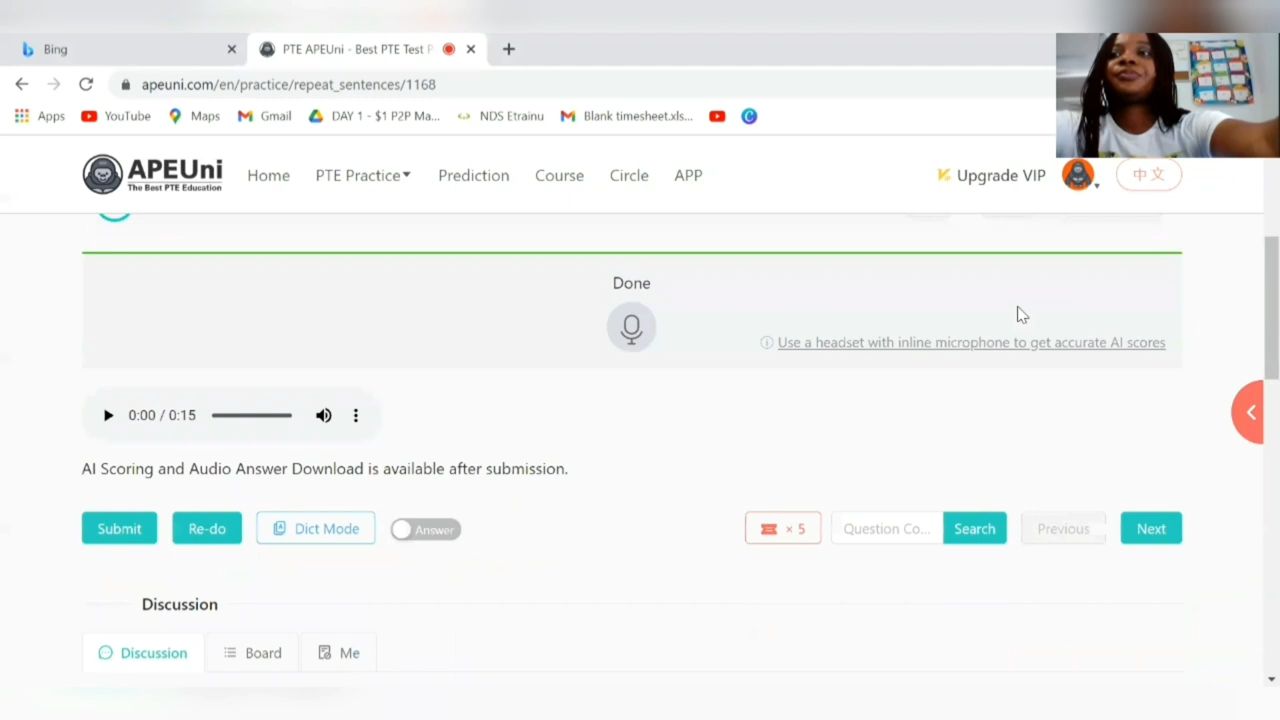 Bing
PTE APEUni - Best PTE Test P
apeuni.com/en/practice/repeat_sentences/1168
Apps YouTube Maps Gmail DAY 1 - $1 P2P Ma... NDS Etrainu Blank timesheet.xls...
APEUni
The Best PTE Education
Home PTE Practice Prediction Course Circle APP Upgrade VIP 中文
Done
Use a headset with inline microphone to get accurate AI scores
0:00 / 0:15
AI Scoring and Audio Answer Download is available after submission.
Submit Re-do Dict Mode Answer × 5 Question Co... Search Previous Next
Discussion
Discussion Board Me